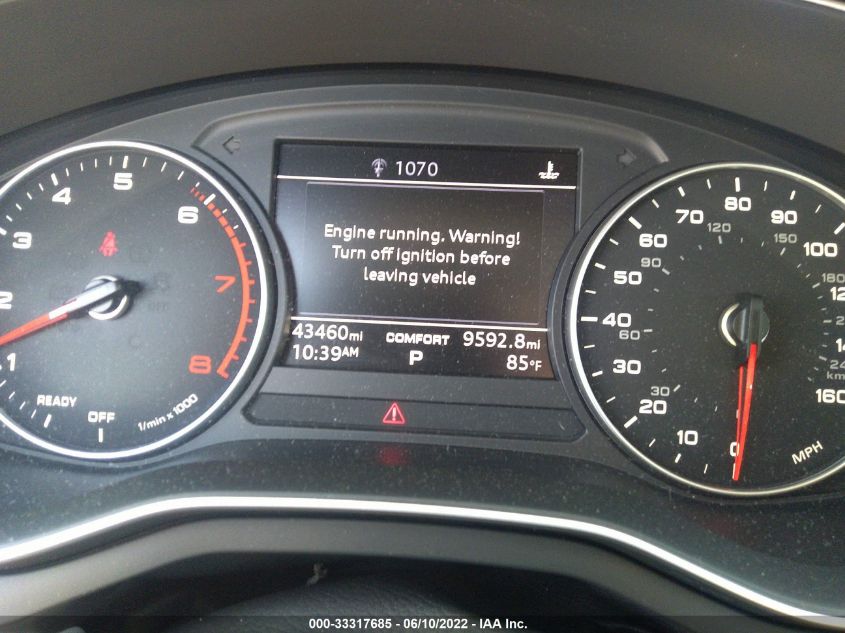 1070
Engine running. Warning!
Turn off ignition before
leaving vehicle
43460mi COMFORT 9592.8mi
10:39AM P 85°F
1 2 3 4 5 6 7 8
READY
OFF
1/min x 1000
0 10 20 30 40 50 60 70 80 90 100 160
30 60 90 120 150 180
km
MPH
000-33317685 - 06/10/2022 - IAA Inc.